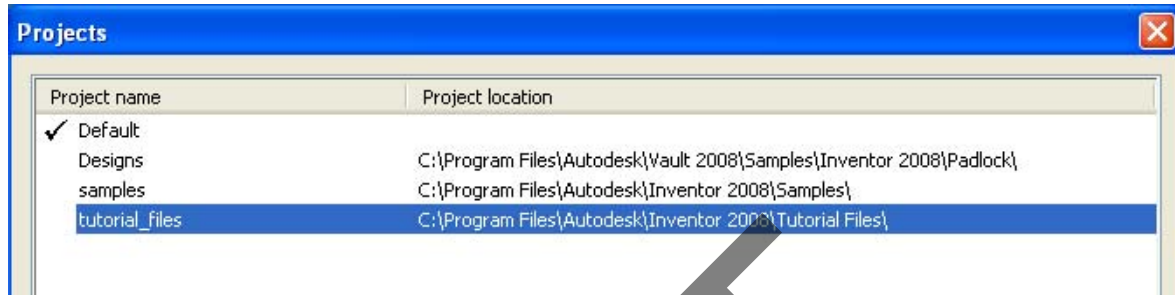 Projects
Project name Project location
Default
Designs C:\Program Files\Autodesk\Vault 2008\Samples\Inventor 2008\Padlock\
samples C:\Program Files\Autodesk\Inventor 2008\Samples\
tutorial_files C:\Program Files\Autodesk\Inventor 2008\Tutorial Files\